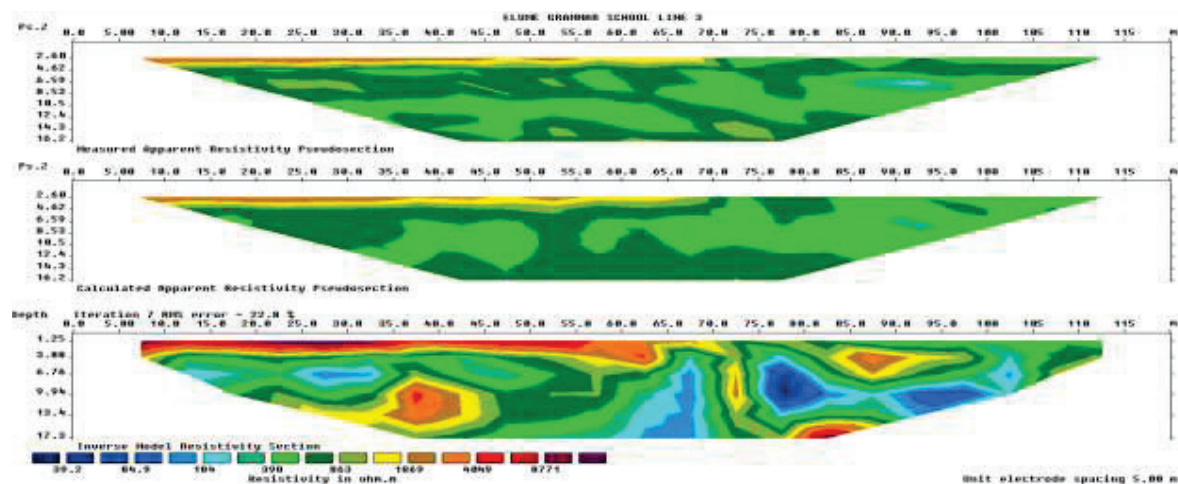 ELUME GRAMMAR SCHOOL LINE 3
Ps.Z 0.0 5.00 10.0 15.0 20.0 25.0 30.0 35.0 40.0 45.0 50.0 55.0 60.0 65.0 70.0 75.0 80.0 85.0 90.0 95.0 100 105 110 115 m
2.60
4.62
6.59
8.53
10.5
12.4
14.3
16.2
Measured Apparent Resistivity Pseudosection
Ps.Z 0.0 5.00 10.0 15.0 20.0 25.0 30.0 35.0 40.0 45.0 50.0 55.0 60.0 65.0 70.0 75.0 80.0 85.0 90.0 95.0 100 105 110 115 m
2.60
4.62
6.59
8.53
10.5
12.4
14.3
16.2
Calculated Apparent Resistivity Pseudosection
Depth Iteration 7 RMS error = 22.8 %
0.0 5.00 10.0 15.0 20.0 25.0 30.0 35.0 40.0 45.0 50.0 55.0 60.0 65.0 70.0 75.0 80.0 85.0 90.0 95.0 100 105 110 115 m
1.25
3.88
6.76
9.94
13.4
17.3
Inverse Model Resistivity Section
39.2 84.9 184 398 863 1869 4049 8771
Resistivity in ohm.m
Unit electrode spacing 5.00 m